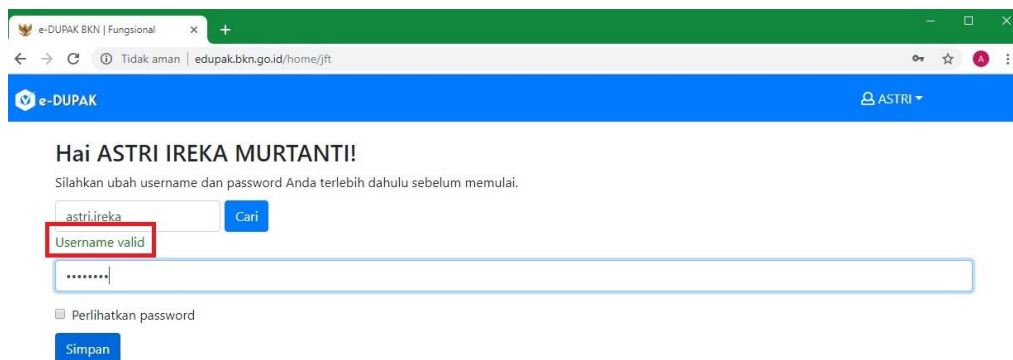 e-DUPAK BKN | Fungsional
Tidak aman | edupak.bkn.go.id/home/jft
A
e-DUPAK
ASTRI
Hai ASTRI IREKA MURTANTI!
Silahkan ubah username dan password Anda terlebih dahulu sebelum memulai.
astri.ireka
Cari
Username valid
••••••••
Perlihatkan password
Simpan